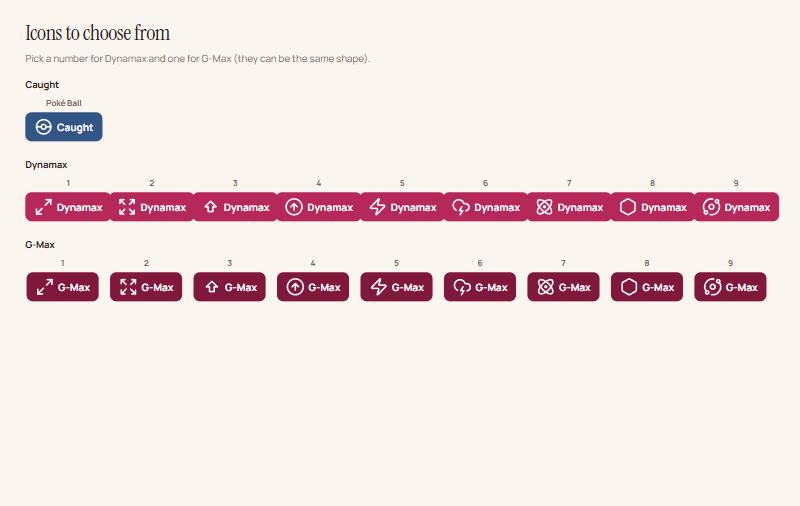 Icons to choose from
Pick a number for Dynamax and one for G-Max (they can be the same shape).
Caught
Poké Ball
Caught
Dynamax
1 2 3 4 5 6 7 8 9
Dynamax Dynamax Dynamax Dynamax Dynamax Dynamax Dynamax Dynamax Dynamax
G-Max
1 2 3 4 5 6 7 8 9
G-Max G-Max G-Max G-Max G-Max G-Max G-Max G-Max G-Max